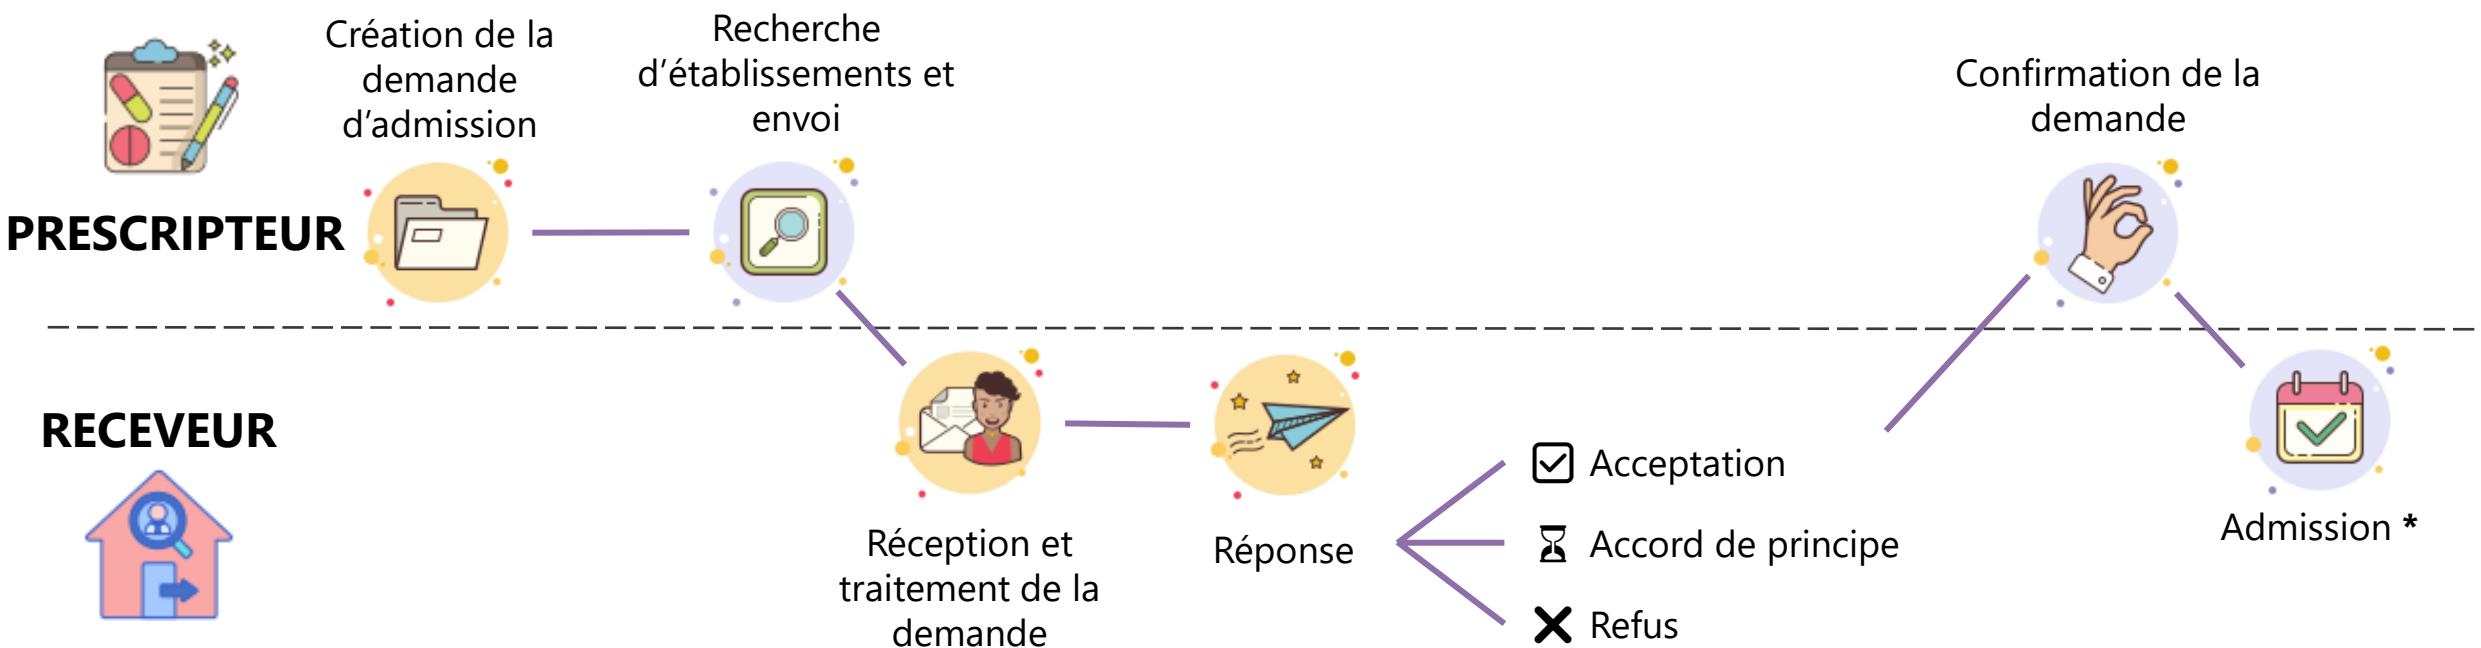 Création de la
demande
d’admission
Recherche
d’établissements et
envoi
Confirmation de la
demande
PRESCRIPTEUR
RECEVEUR
Réception et
traitement de la
demande
Réponse
Acceptation
Accord de principe
Refus
Admission *